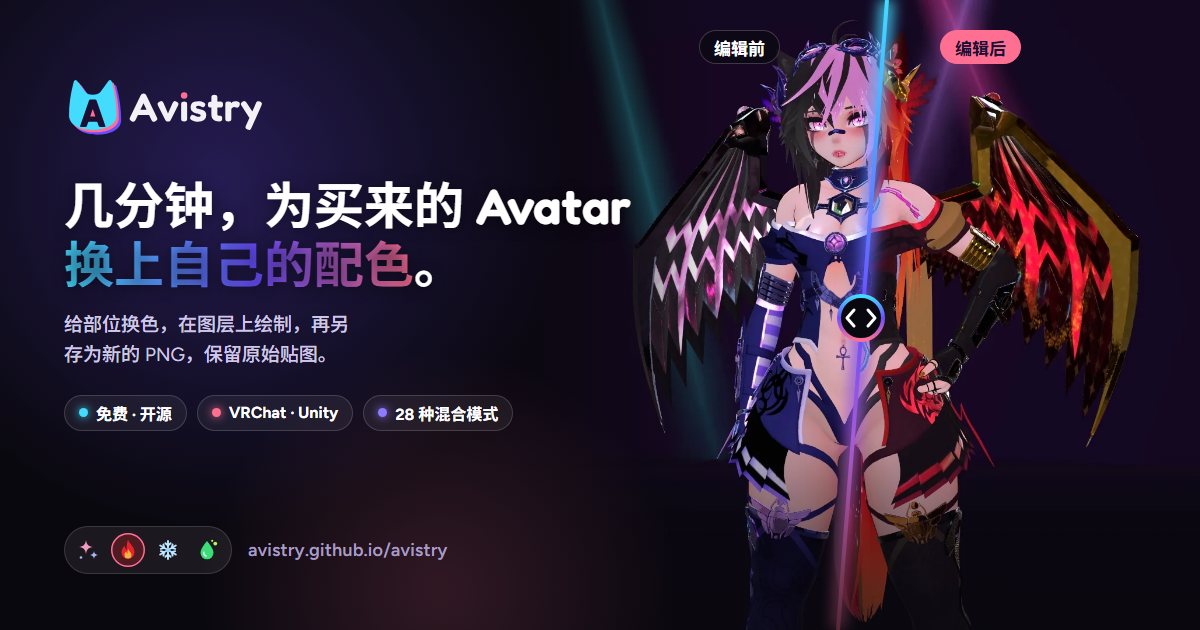 Avistry
几分钟，为买来的 Avatar
换上自己的配色。
给部位换色，在图层上绘制，再另
存为新的 PNG，保留原始贴图。
免费 · 开源
VRChat · Unity
28 种混合模式
avistry.github.io/avistry
编辑前
编辑后